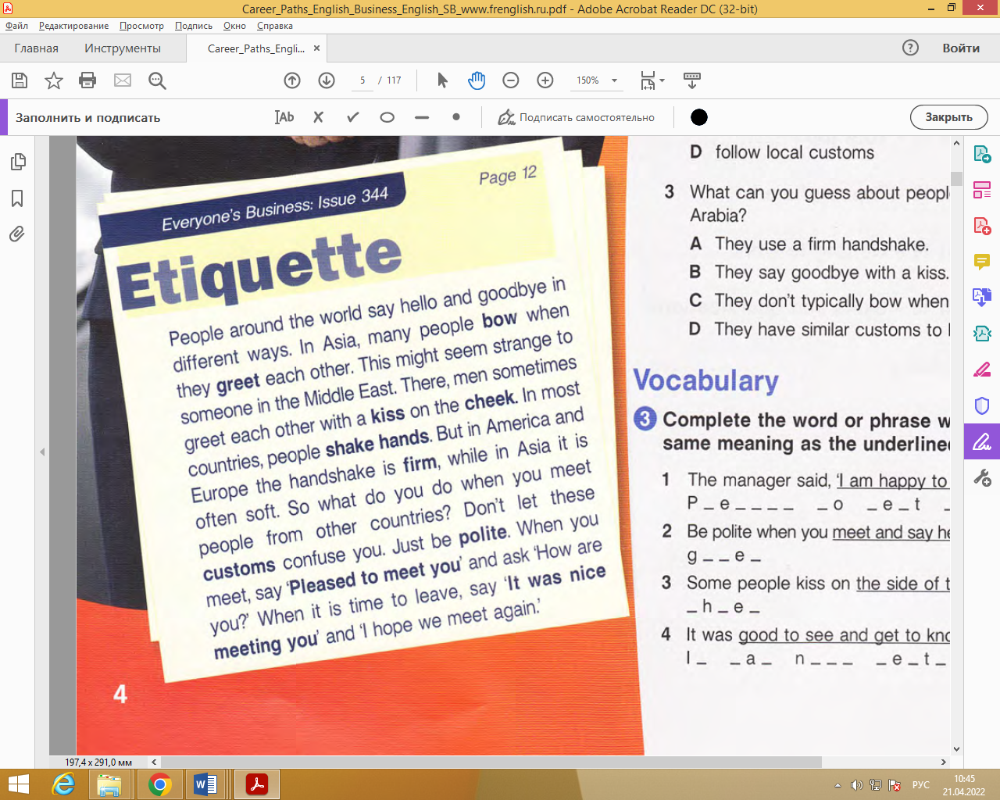 Career_Paths_English_Business_English_SB_www.frenglish.ru.pdf - Adobe Acrobat Reader DC (32-bit)
Файл Редактирование Просмотр Подпись Окно Справка
Главная Инструменты Career_Paths_Engli... × Войти
5 / 117 150%
Заполнить и подписать Ab Подписать самостоятельно Закрыть
Everyone's Business: Issue 344
Page 12
Etiquette
People around the world say hello and goodbye in
different ways. In Asia, many people bow when
they greet each other. This might seem strange to
someone in the Middle East. There, men sometimes
greet each other with a kiss on the cheek. In most
countries, people shake hands. But in America and
Europe the handshake is firm, while in Asia it is
often soft. So what do you do when you meet
people from other countries? Don't let these
customs confuse you. Just be polite. When you
meet, say 'Pleased to meet you' and ask 'How are
you?' When it is time to leave, say 'It was nice
meeting you' and 'I hope we meet again.'
4
D follow local customs
3 What can you guess about peopl
Arabia?
A They use a firm handshake.
B They say goodbye with a kiss.
C They don't typically bow when
D They have similar customs to
Vocabulary
3 Complete the word or phrase w
same meaning as the underline
1 The manager said, 'I am happy to
P _ e _ _ _ _ _ o _ e _ t _
2 Be polite when you meet and say he
g _ _ e _
3 Some people kiss on the side of t
_ h _ e _
4 It was good to see and get to kno
I _ _ a _ n _ _ _ _ e _ t _
197,4 x 291,0 мм
РУС
10:45
21.04.2022